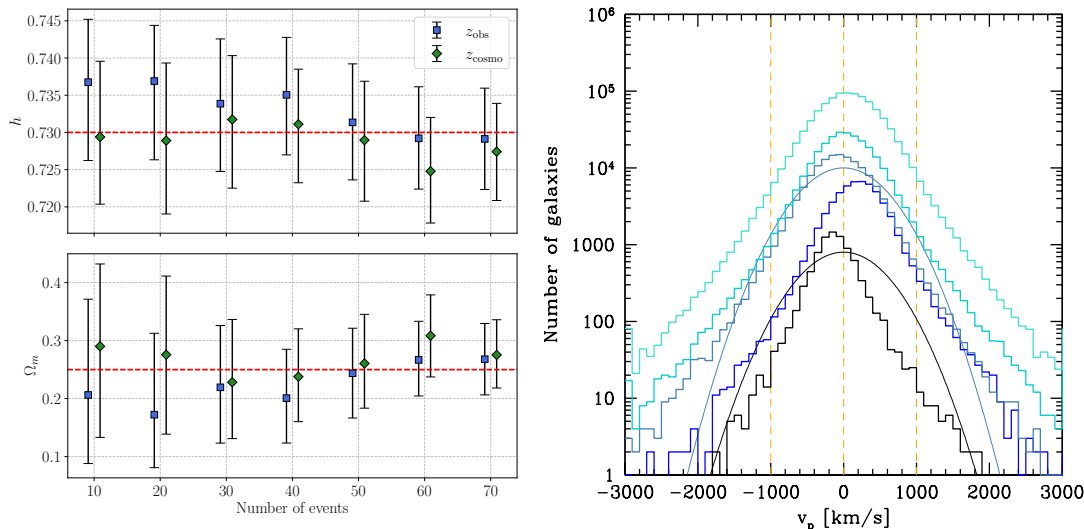 0.745
0.740
0.735
0.730
0.725
0.720
h
z_obs
z_cosmo
0.4
0.3
0.2
0.1
Ω_m
10 20 30 40 50 60 70
Number of events
10^6
10^5
10^4
1000
100
10
1
Number of galaxies
−3000 −2000 −1000 0 1000 2000 3000
v_p [km/s]